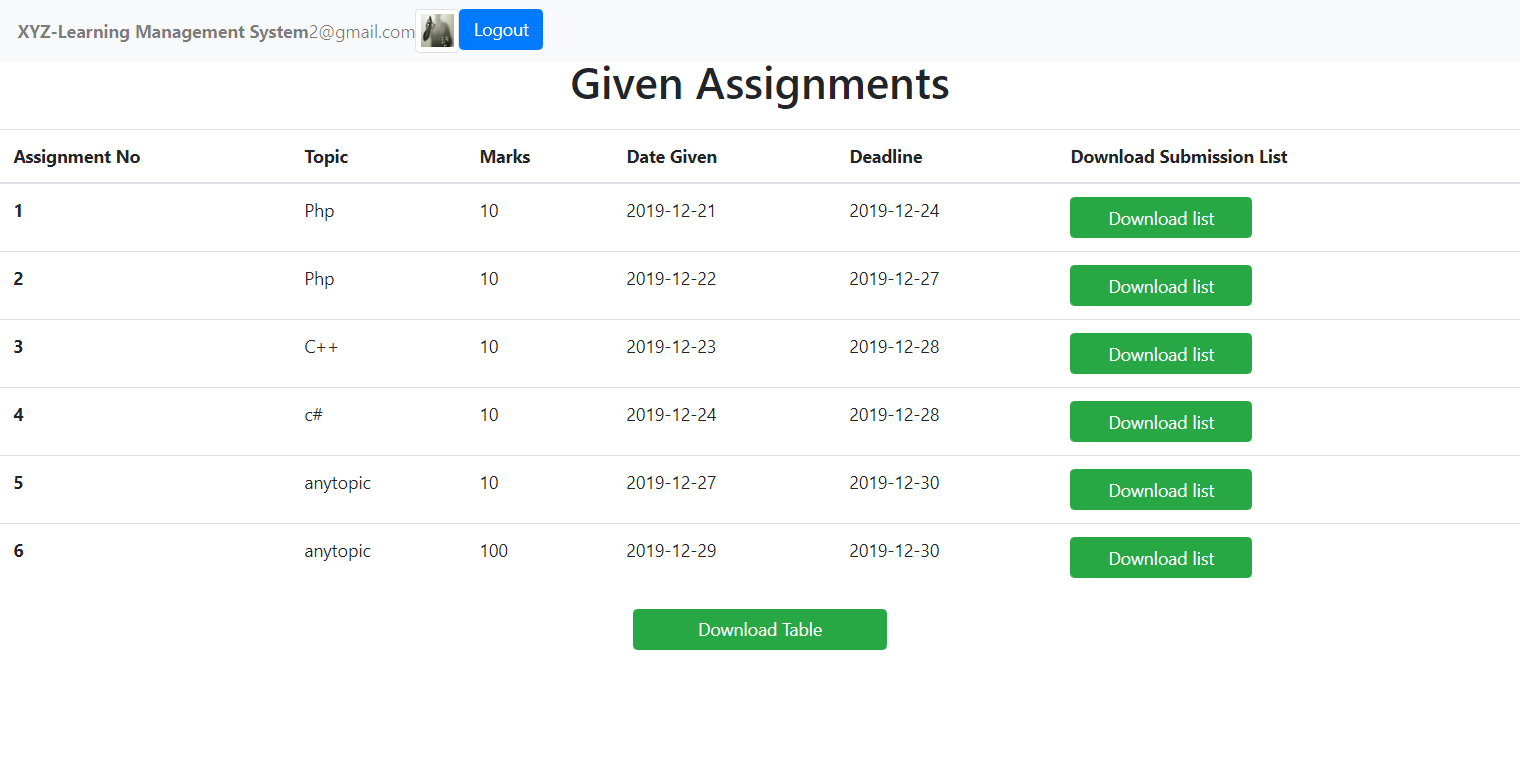 XYZ-Learning Management System2@gmail.com Logout
Given Assignments
Assignment No Topic Marks Date Given Deadline Download Submission List
1 Php 10 2019-12-21 2019-12-24 Download list
2 Php 10 2019-12-22 2019-12-27 Download list
3 C++ 10 2019-12-23 2019-12-28 Download list
4 c# 10 2019-12-24 2019-12-28 Download list
5 anytopic 10 2019-12-27 2019-12-30 Download list
6 anytopic 100 2019-12-29 2019-12-30 Download list
Download Table